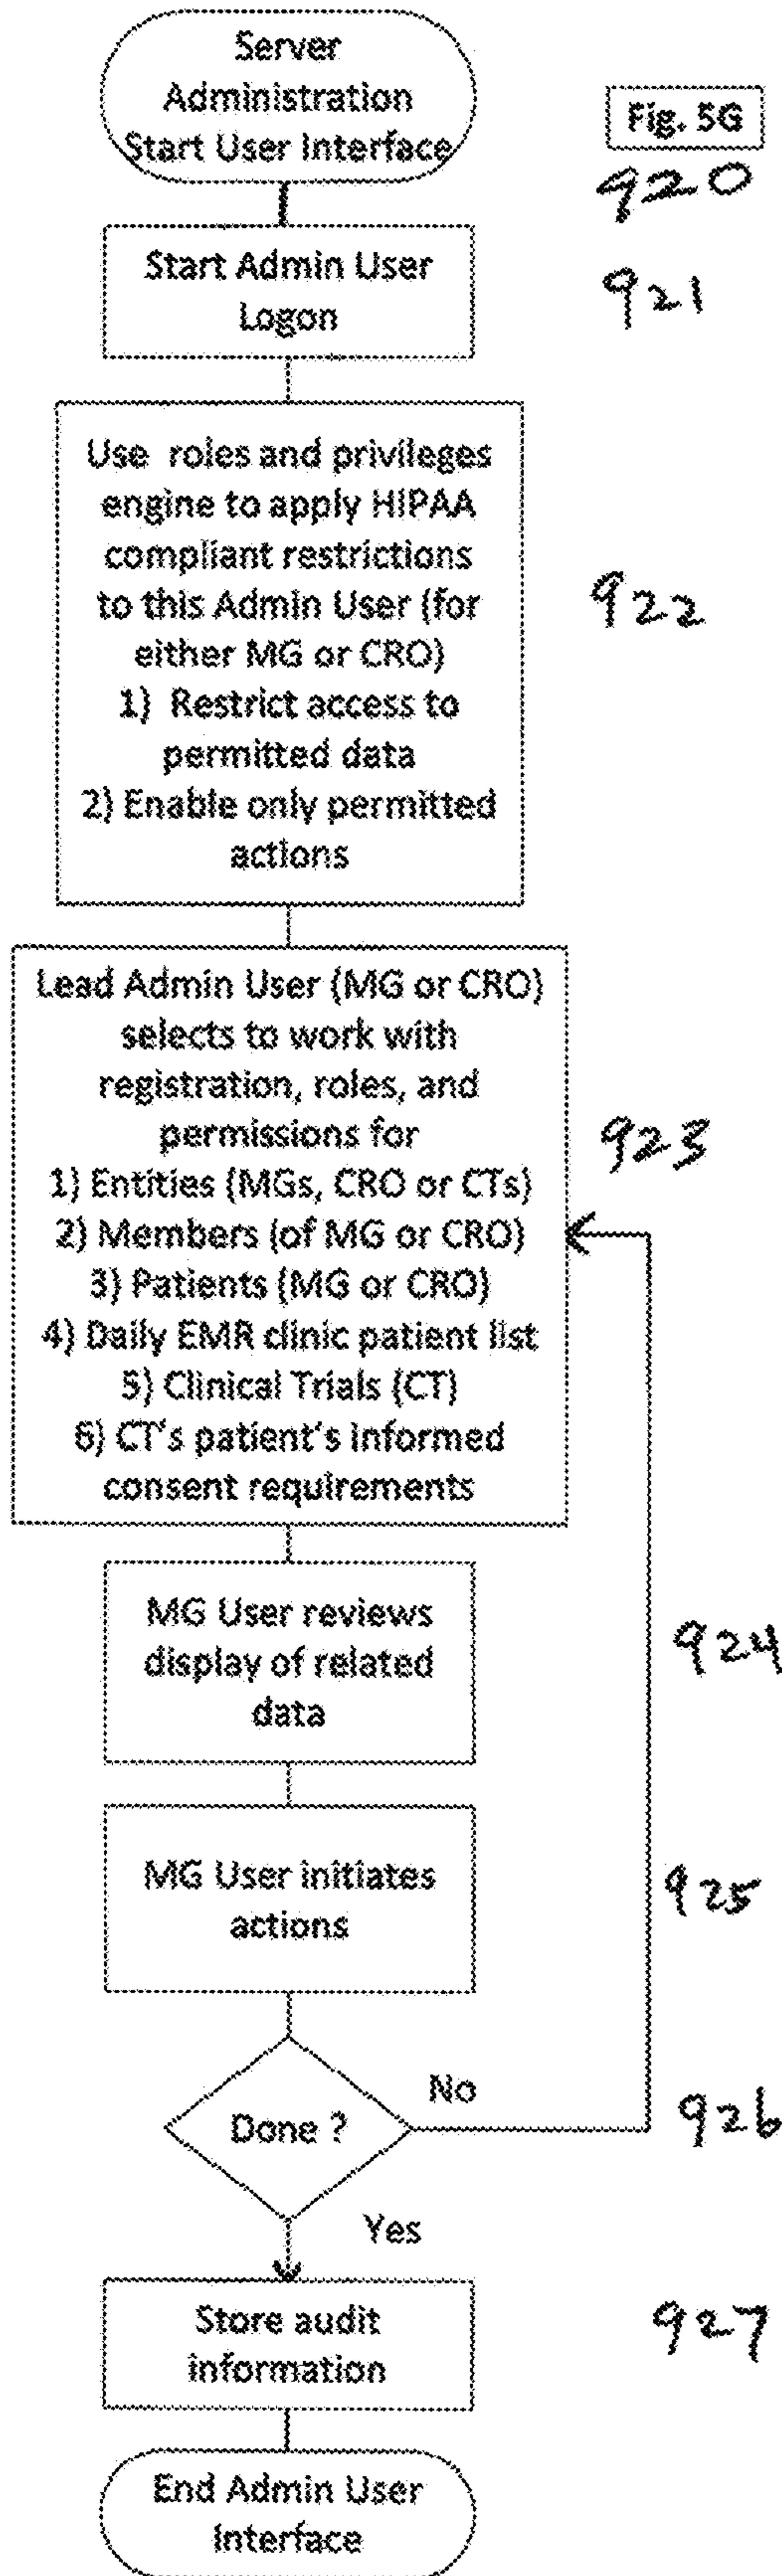 Server
Administration
Start User Interface
Fig. 5G
920
Start Admin User
Logon
921
Use roles and privileges
engine to apply HIPAA
compliant restrictions
to this Admin User (for
either MG or CRO)
1) Restrict access to
permitted data
2) Enable only permitted
actions
922
Lead Admin User (MG or CRO)
selects to work with
registration, roles, and
permissions for
1) Entities (MGs, CRO or CTs)
2) Members (of MG or CRO)
3) Patients (MG or CRO)
4) Daily EMR clinic patient list
5) Clinical Trials (CT)
6) CT's patient's informed
consent requirements
923
MG User reviews
display of related
data
924
MG User initiates
actions
925
Done ?
No
926
Yes
Store audit
information
927
End Admin User
Interface